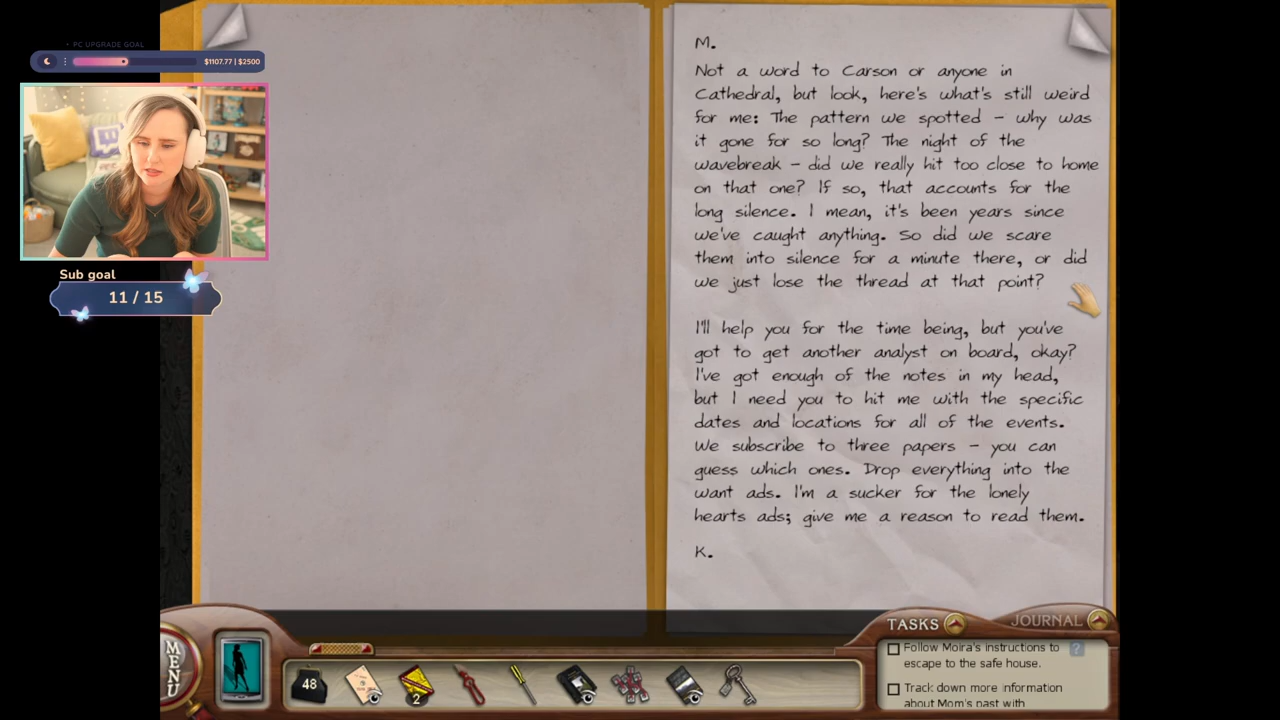 PC UPGRADE GOAL
$1107.77 | $2500
Sub goal
11 / 15
M.
Not a word to Carson or anyone in
Cathedral, but look, here's what's still weird
for me: The pattern we spotted - why was
it gone for so long? The night of the
wavebreak - did we really hit too close to home
on that one? If so, that accounts for the
long silence. I mean, it's been years since
we've caught anything. So did we scare
them into silence for a minute there, or did
we just lose the thread at that point?
I'll help you for the time being, but you've
got to get another analyst on board, okay?
I've got enough of the notes in my head,
but I need you to hit me with the specific
dates and locations for all of the events.
We subscribe to three papers - you can
guess which ones. Drop everything into the
want ads. I'm a sucker for the lonely
hearts ads; give me a reason to read them.
K.
MENU
48
2
TASKS
JOURNAL
Follow Moira's instructions to
escape to the safe house.
?
Track down more information
about Mom's past with